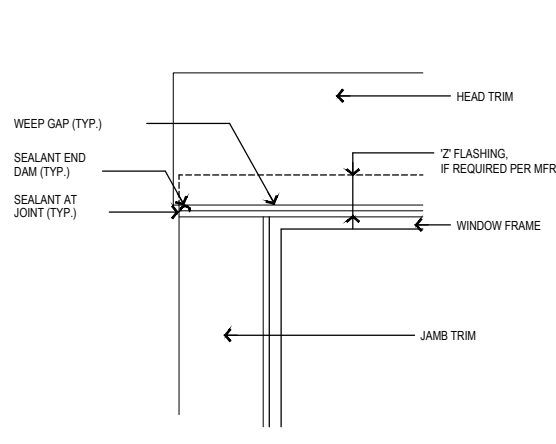 HEAD TRIM
WEEP GAP (TYP.)
SEALANT END
DAM (TYP.)
SEALANT AT
JOINT (TYP.)
'Z' FLASHING,
IF REQUIRED PER MFR
WINDOW FRAME
JAMB TRIM